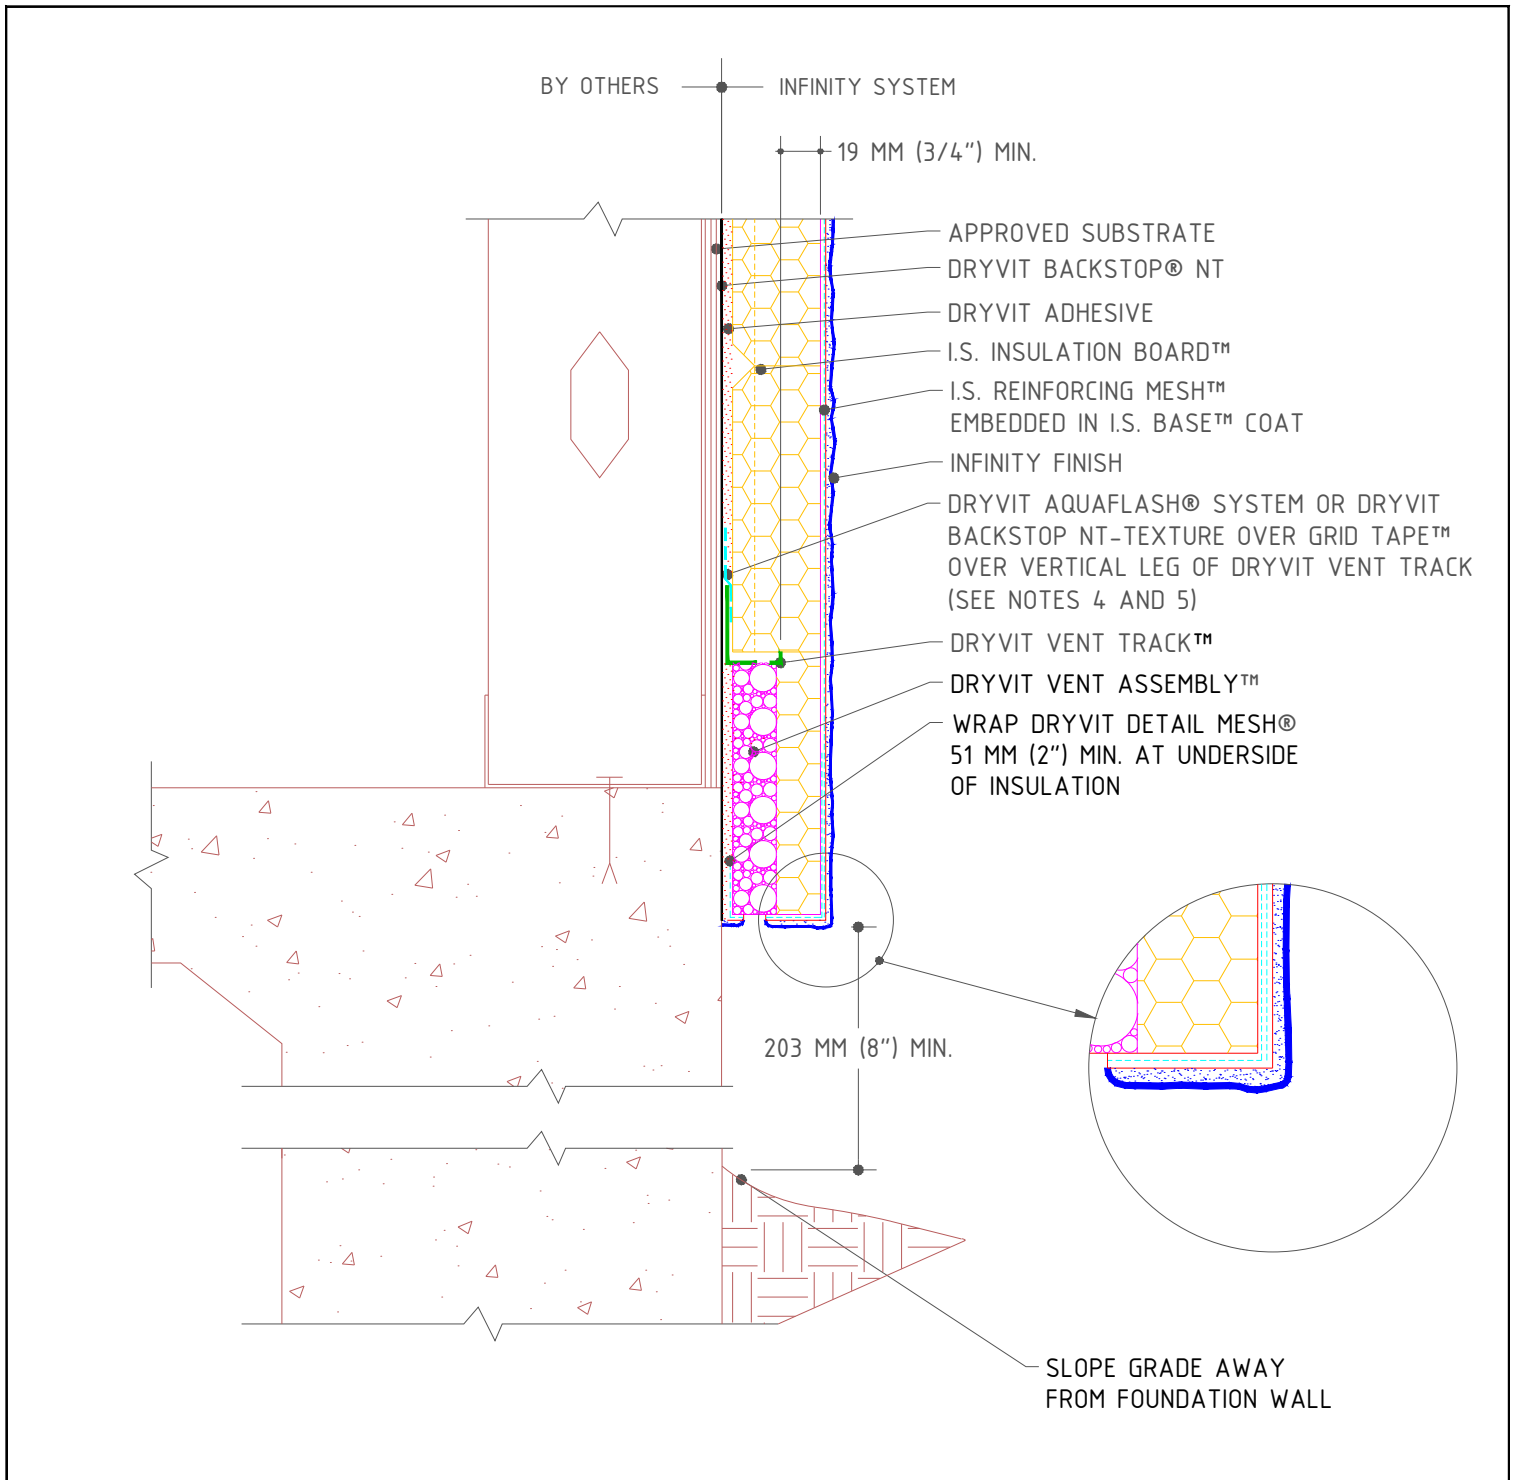 BY OTHERS
INFINITY SYSTEM
19 MM (3/4") MIN.
APPROVED SUBSTRATE
DRYVIT BACKSTOP® NT
DRYVIT ADHESIVE
I.S. INSULATION BOARD™
I.S. REINFORCING MESH™
EMBEDDED IN I.S. BASE™ COAT
INFINITY FINISH
DRYVIT AQUAFLASH® SYSTEM OR DRYVIT
BACKSTOP NT-TEXTURE OVER GRID TAPE™
OVER VERTICAL LEG OF DRYVIT VENT TRACK
(SEE NOTES 4 AND 5)
DRYVIT VENT TRACK™
DRYVIT VENT ASSEMBLY™
WRAP DRYVIT DETAIL MESH®
51 MM (2") MIN. AT UNDERSIDE
OF INSULATION
203 MM (8") MIN.
SLOPE GRADE AWAY
FROM FOUNDATION WALL